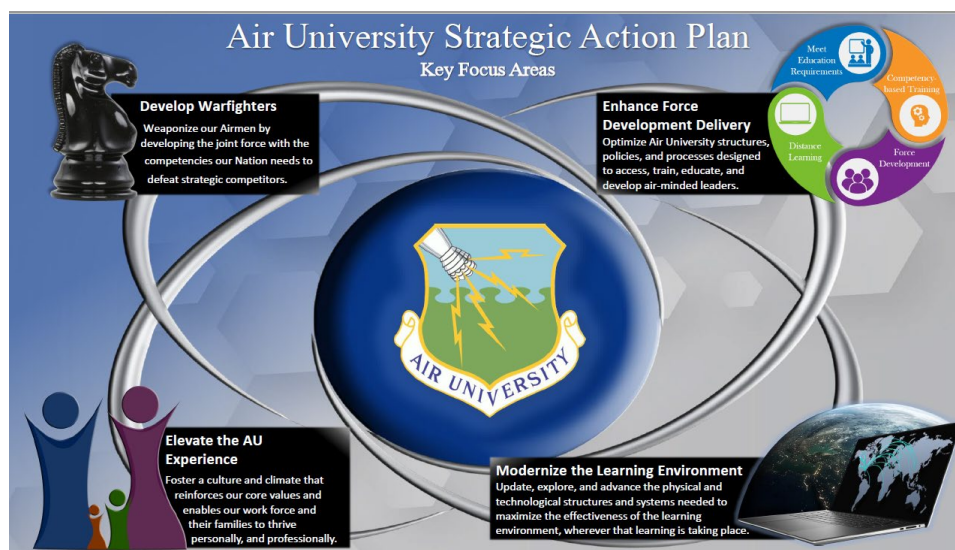 Air University Strategic Action Plan
Key Focus Areas
Develop Warfighters
Weaponize our Airmen by
developing the joint force with the
competencies our Nation needs to
defeat strategic competitors.
Enhance Force
Development Delivery
Optimize Air University structures,
policies, and processes designed
to access, train, educate, and
develop air-minded leaders.
Meet
Education
Requirements
Competency-
based Training
Distance
Learning
Force
Development
AIR UNIVERSITY
Elevate the AU
Experience
Foster a culture and climate that
reinforces our core values and
enables our work force and
their families to thrive
personally, and professionally.
Modernize the Learning Environment
Update, explore, and advance the physical and
technological structures and systems needed to
maximize the effectiveness of the learning
environment, wherever that learning is taking place.